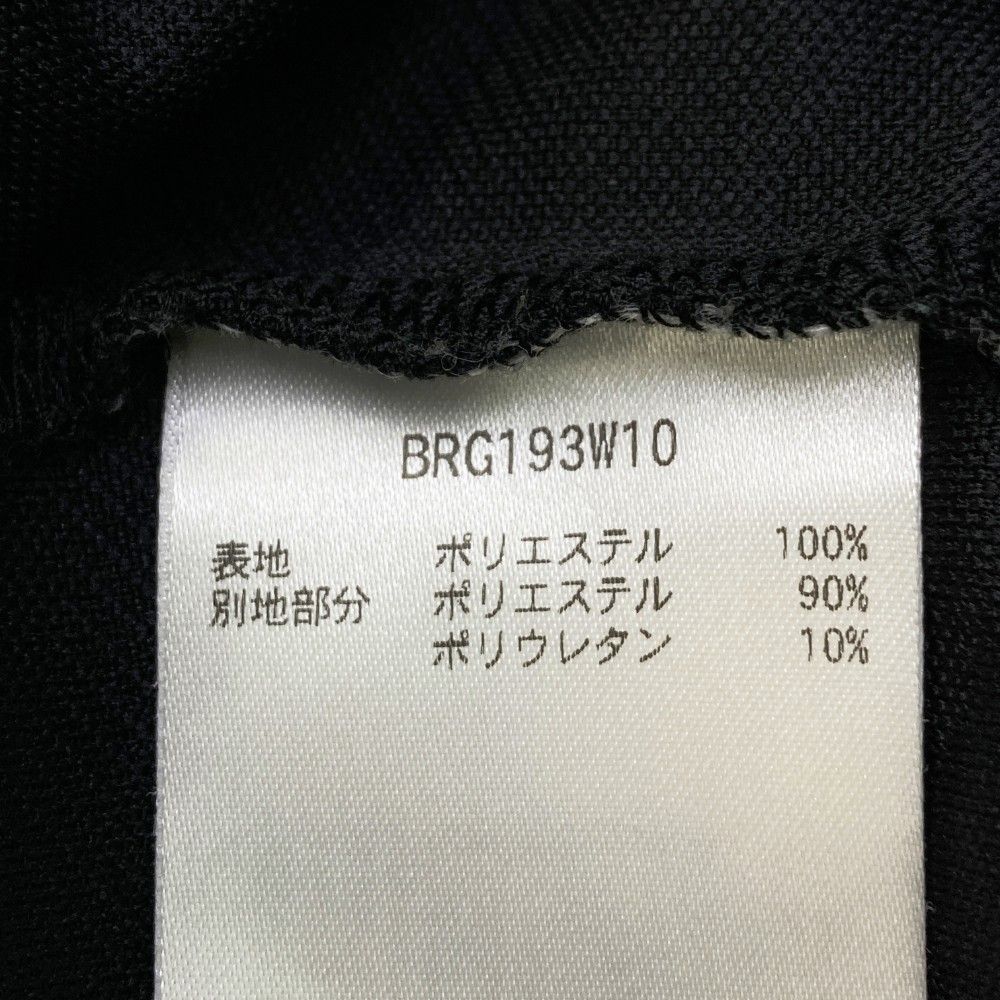 BRG193W10
表地 ポリエステル 100%
別地部分 ポリエステル 90%
ポリウレタン 10%